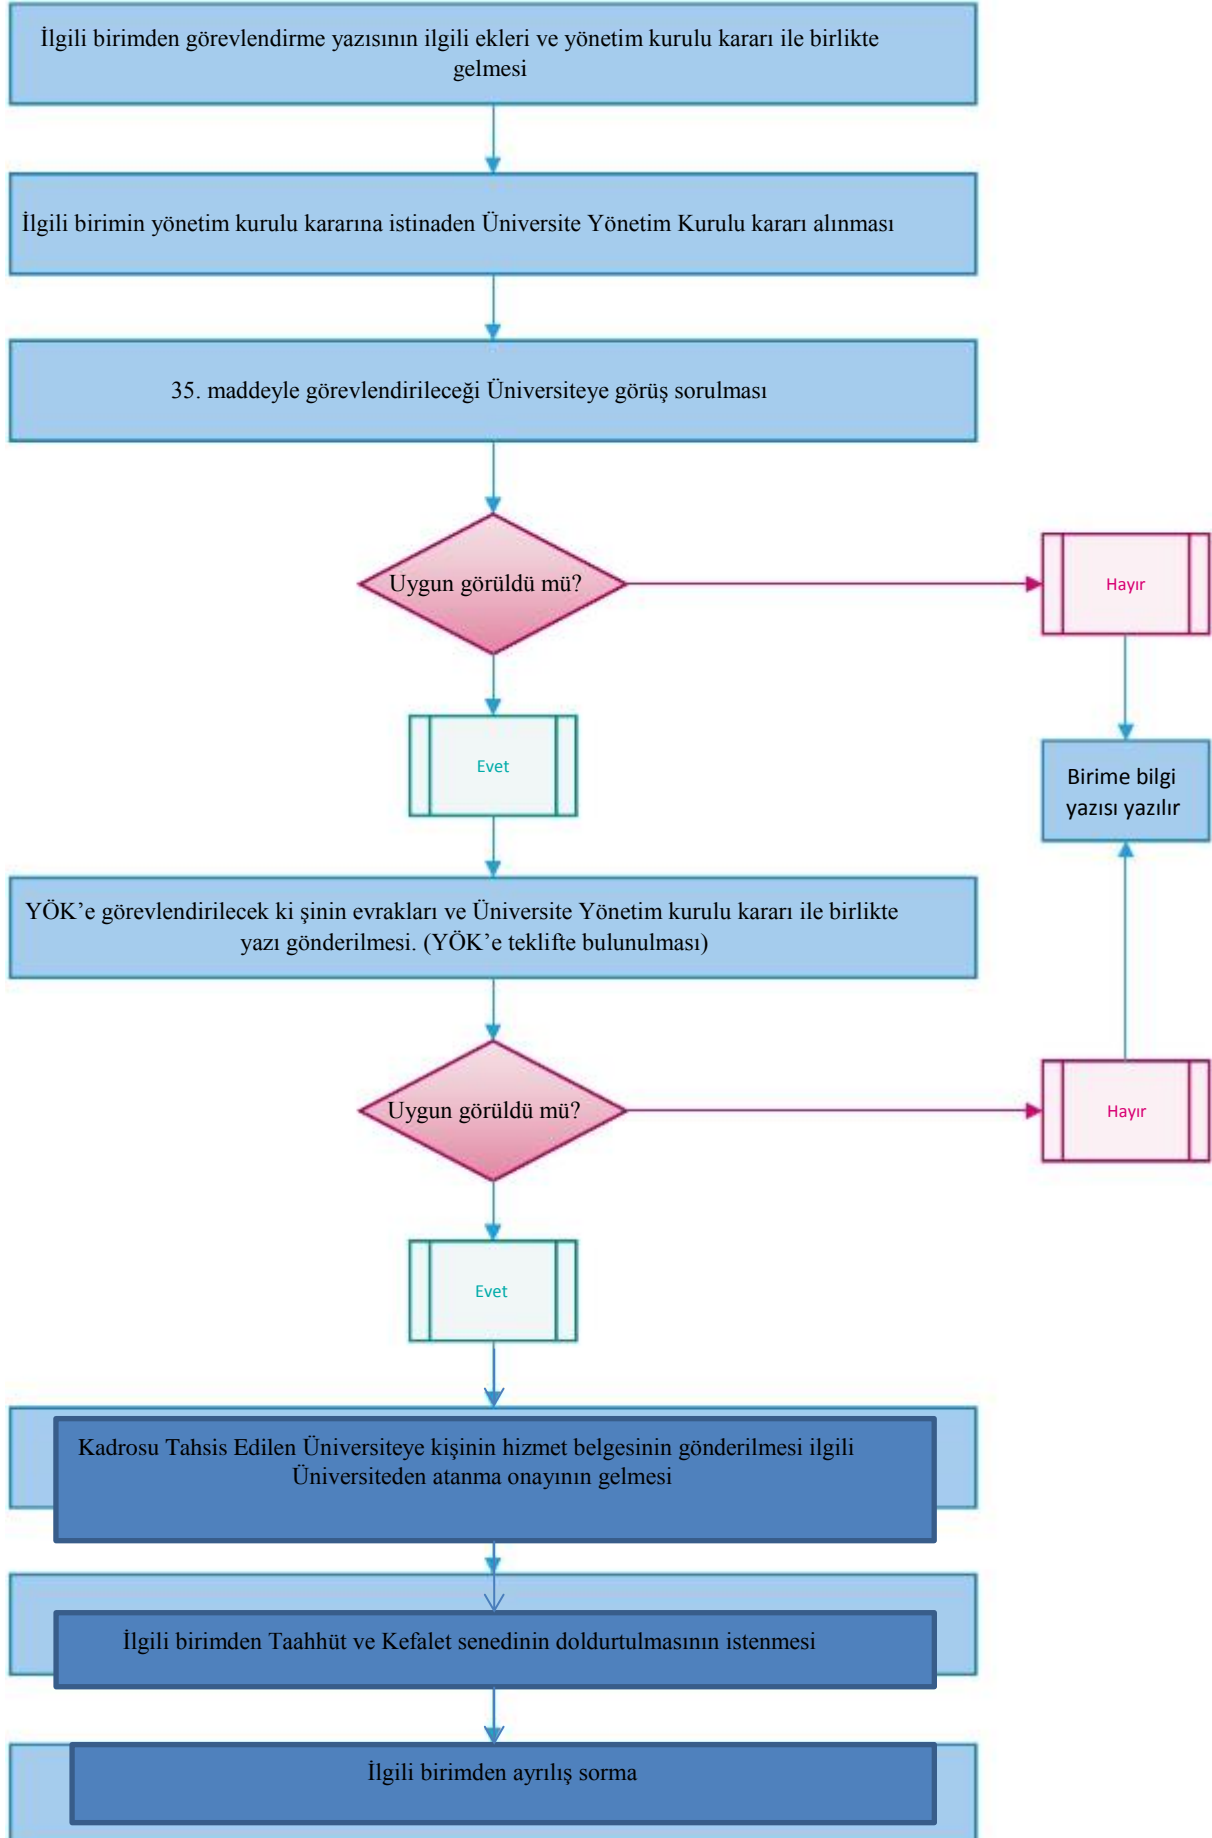 İlgili birimden görevlendirme yazısının ilgili ekleri ve yönetim kurulu kararı ile birlikte
gelmesi
İlgili birimin yönetim kurulu kararına istinaden Üniversite Yönetim Kurulu kararı alınması
35. maddeyle görevlendirileceği Üniversiteye görüş sorulması
Uygun görüldü mü?
Hayır
Evet
Birime bilgi
yazısı yazılır
YÖK’e görevlendirilecek ki şinin evrakları ve Üniversite Yönetim kurulu kararı ile birlikte
yazı gönderilmesi. (YÖK’e teklifte bulunulması)
Uygun görüldü mü?
Hayır
Evet
Kadrosu Tahsis Edilen Üniversiteye kişinin hizmet belgesinin gönderilmesi ilgili
Üniversiteden atanma onayının gelmesi
İlgili birimden Taahhüt ve Kefalet senedinin doldurtulmasının istenmesi
İlgili birimden ayrılış sorma